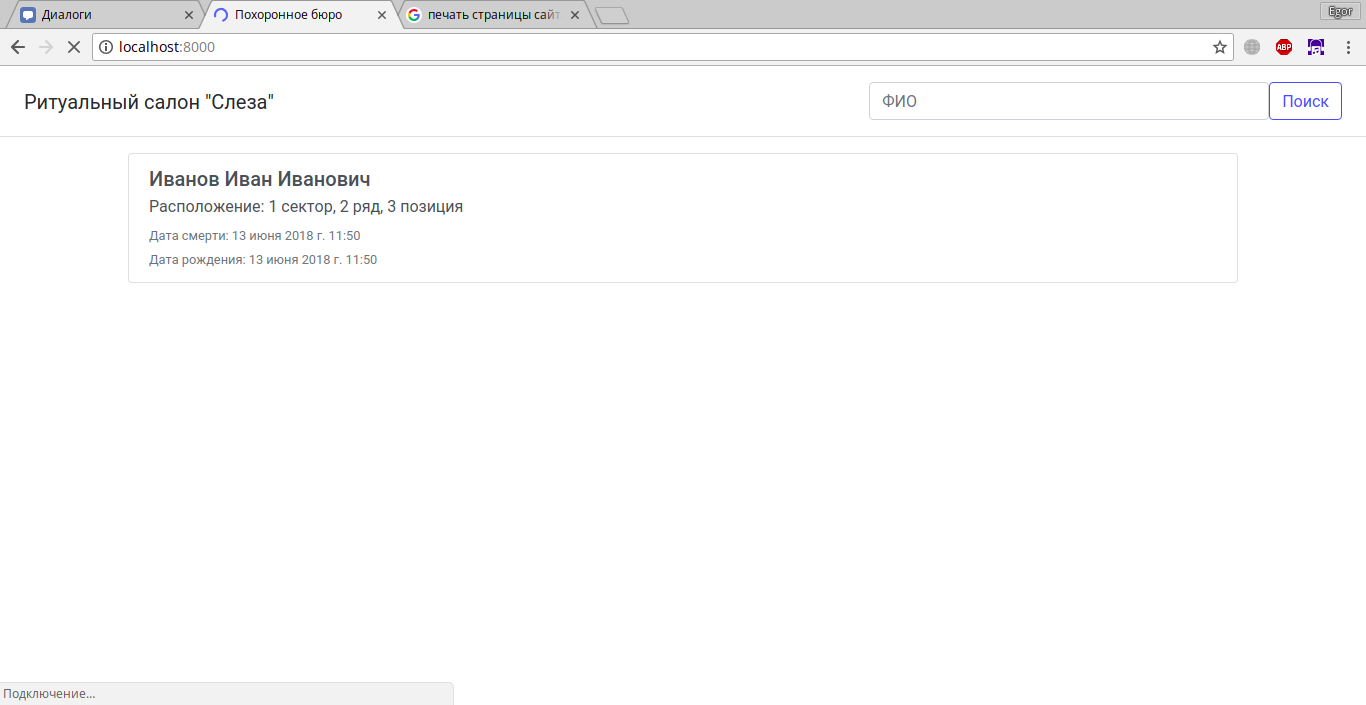 Диалоги
Похоронное бюро
печать страницы сайт
Egor
localhost:8000
ABP
Ритуальный салон "Слеза"
ФИО
Поиск
Иванов Иван Иванович
Расположение: 1 сектор, 2 ряд, 3 позиция
Дата смерти: 13 июня 2018 г. 11:50
Дата рождения: 13 июня 2018 г. 11:50
Подключение...